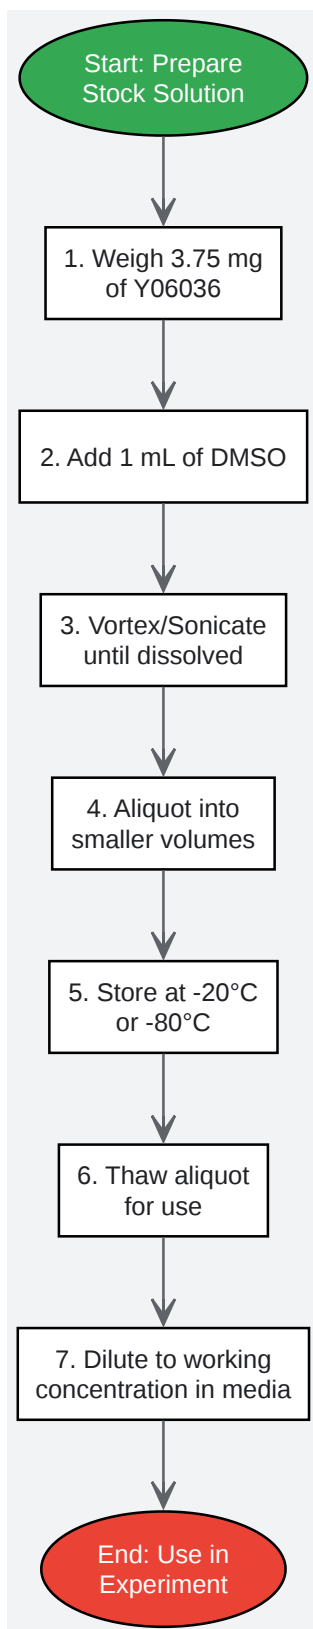 Start: Prepare
Stock Solution
1. Weigh 3.75 mg
of Y06036
2. Add 1 mL of DMSO
3. Vortex/Sonicate
until dissolved
4. Aliquot into
smaller volumes
5. Store at -20°C
or -80°C
6. Thaw aliquot
for use
7. Dilute to working
concentration in media
End: Use in
Experiment